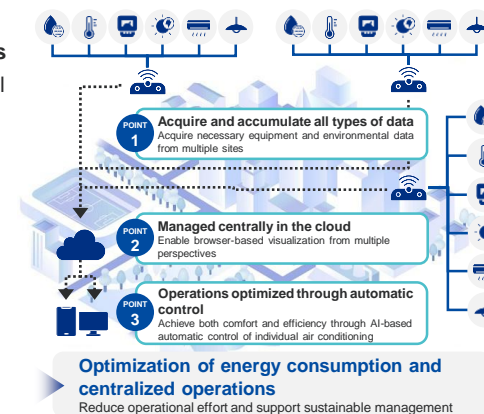 s
l
POINT
1
Acquire and accumulate all types of data
Acquire necessary equipment and environmental data
from multiple sites
POINT
2
Managed centrally in the cloud
Enable browser-based visualization from multiple
perspectives
POINT
3
Operations optimized through automatic
control
Achieve both comfort and efficiency through AI-based
automatic control of individual air conditioning
Optimization of energy consumption and
centralized operations
Reduce operational effort and support sustainable management